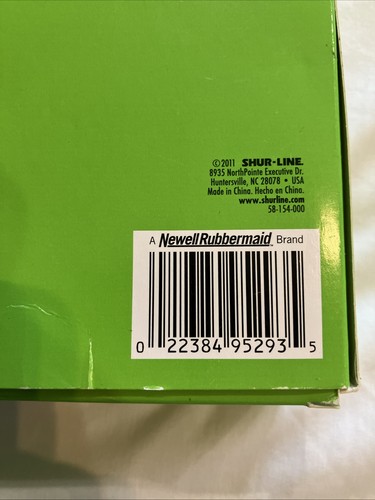 ©2011 SHUR-LINE.
8935 NorthPointe Executive Dr.
Huntersville, NC 28078 • USA
Made in China. Hecho en China.
www.shurline.com
58-154-000
A NewellRubbermaid Brand
0 22384 95293 5